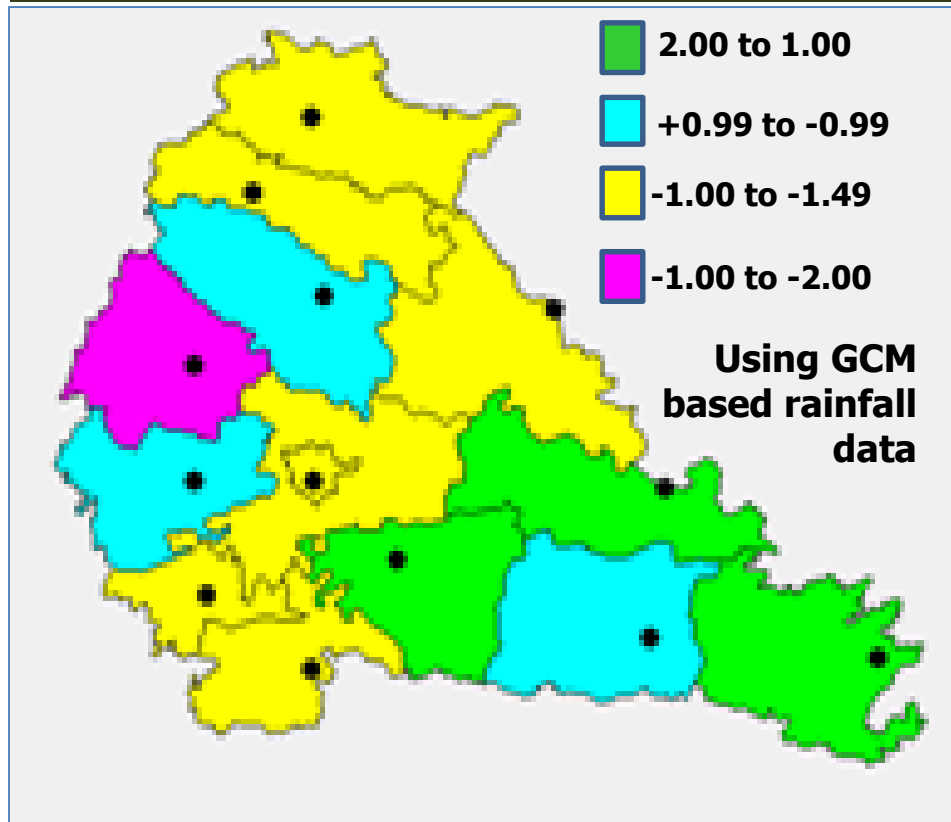 2.00 to 1.00
+0.99 to -0.99
-1.00 to -1.49
-1.00 to -2.00
Using GCM
based rainfall
data